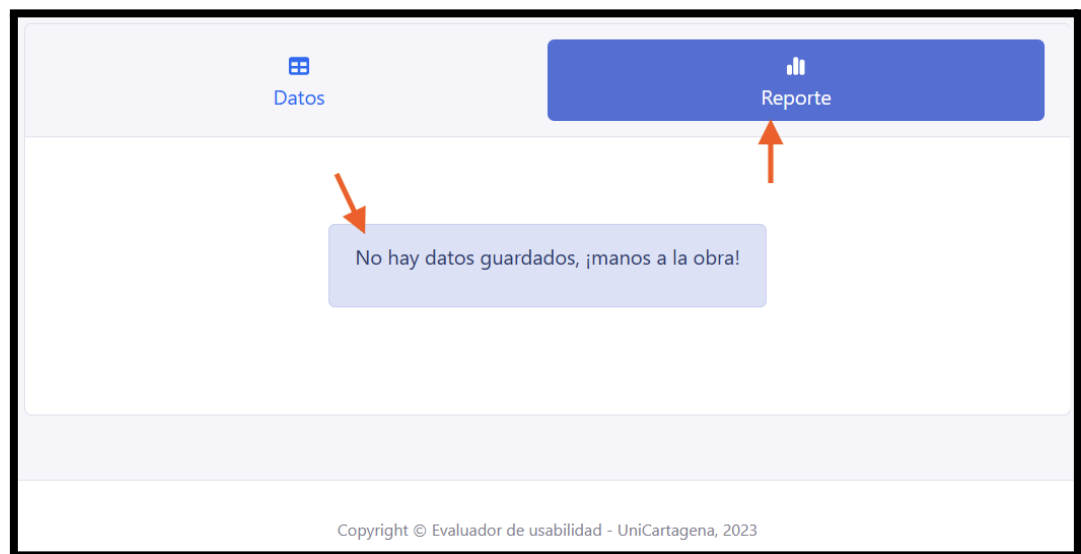 Datos
Reporte
No hay datos guardados, ¡manos a la obra!
Copyright © Evaluador de usabilidad - UniCartagena, 2023